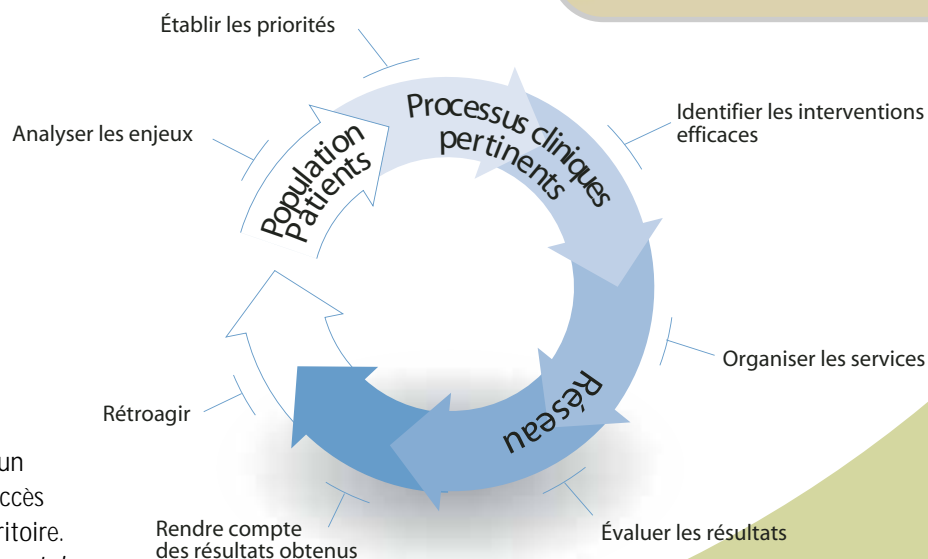 Établir les priorités
Analyser les enjeux
Identifier les interventions
efficaces
Population
Patients
Processus cliniques
pertinents
Organiser les services
Réseau
Rétroagir
un
ccès
ritoire.
Rendre compte
des résultats obtenus
Évaluer les résultats